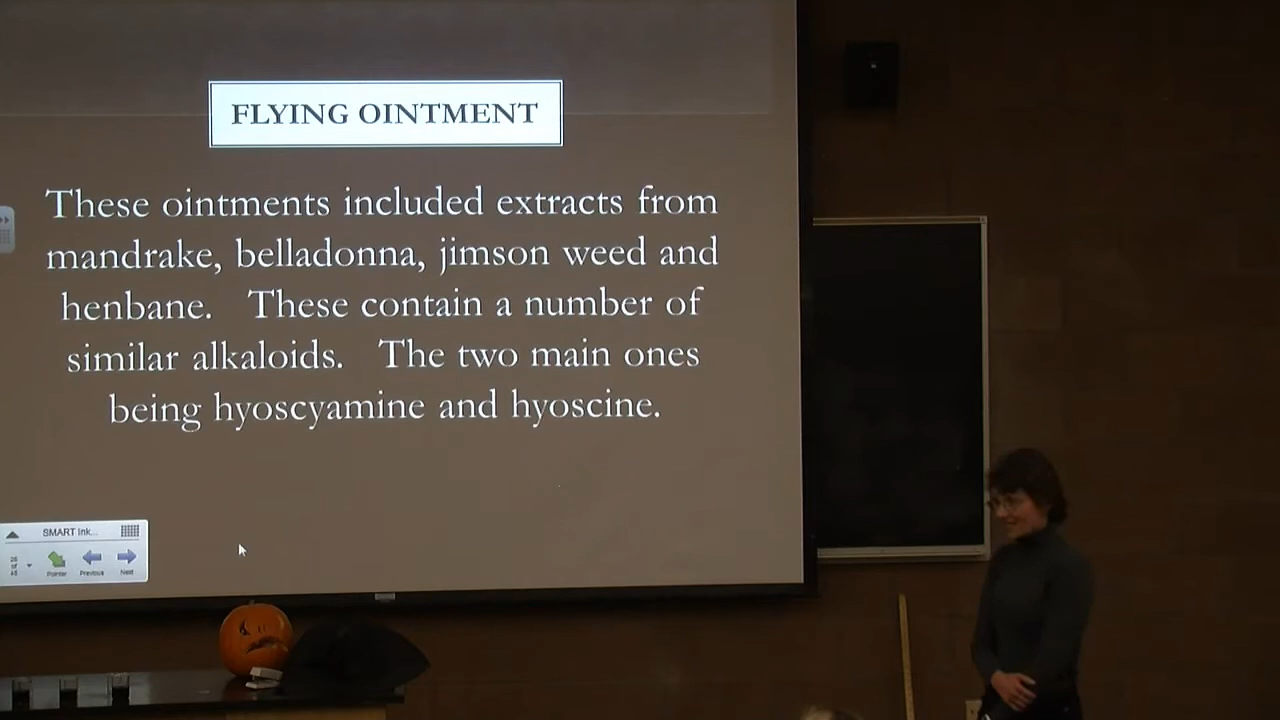 FLYING OINTMENT
These ointments included extracts from
mandrake, belladonna, jimson weed and
henbane. These contain a number of
similar alkaloids. The two main ones
being hyoscyamine and hyoscine.
SMART Ink...
Pointer Previous Next